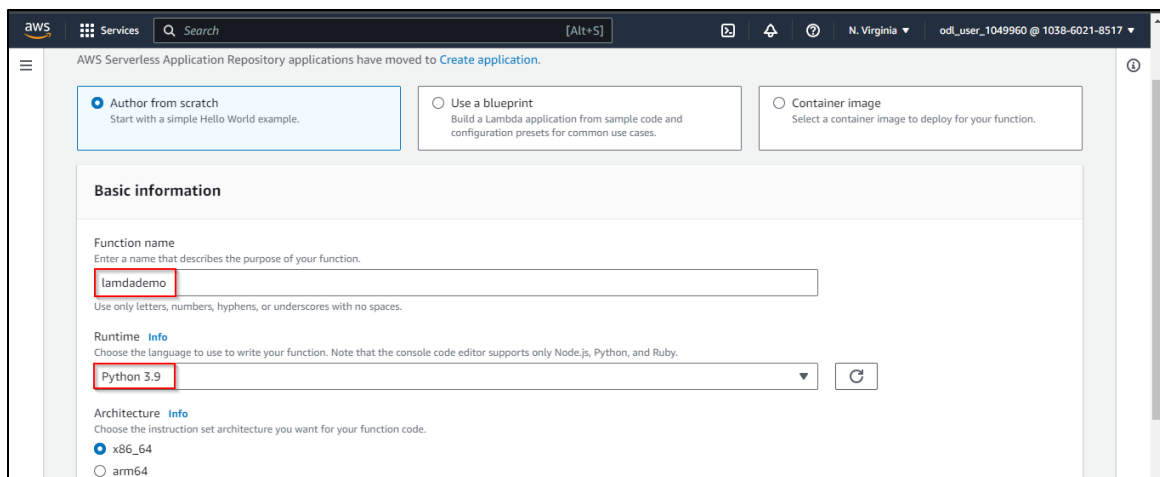 aws Services Search [Alt+S] N. Virginia ▼ odl_user_1049960 @ 1038-6021-8517 ▼
AWS Serverless Application Repository applications have moved to Create application.
Author from scratch
Start with a simple Hello World example.
Use a blueprint
Build a Lambda application from sample code and
configuration presets for common use cases.
Container image
Select a container image to deploy for your function.
Basic information
Function name
Enter a name that describes the purpose of your function.
lamdademo
Use only letters, numbers, hyphens, or underscores with no spaces.
Runtime Info
Choose the language to use to write your function. Note that the console code editor supports only Node.js, Python, and Ruby.
Python 3.9
Architecture Info
Choose the instruction set architecture you want for your function code.
x86_64
arm64